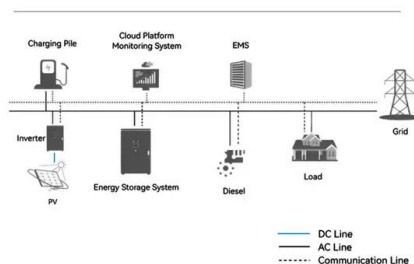 Charging Pile
Cloud Platform
Monitoring System
EMS
Grid
Inverter
PV
Energy Storage System
Diesel
Load
DC Line
AC Line
Communication Line